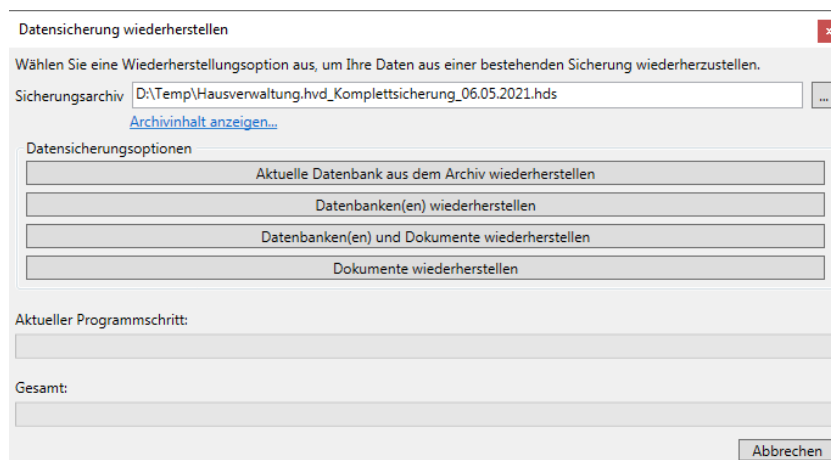 Datensicherung wiederherstellen
x
Wählen Sie eine Wiederherstellungsoption aus, um Ihre Daten aus einer bestehenden Sicherung wiederherzustellen.
Sicherungsarchiv D:\Temp\Hausverwaltung.hvd_Komplettsicherung_06.05.2021.hds ...
Archivinhalt anzeigen...
Datensicherungsoptionen
Aktuelle Datenbank aus dem Archiv wiederherstellen
Datenbanken(en) wiederherstellen
Datenbanken(en) und Dokumente wiederherstellen
Dokumente wiederherstellen
Aktueller Programmschritt:
Gesamt:
Abbrechen